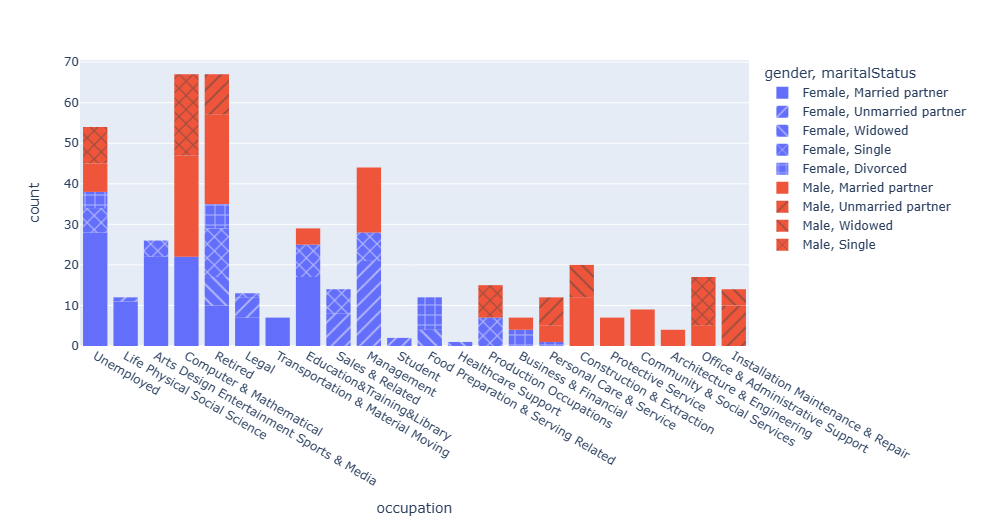 gender, maritalStatus
Female, Married partner
Female, Unmarried partner
Female, Widowed
Female, Single
Female, Divorced
Male, Married partner
Male, Unmarried partner
Male, Widowed
Male, Single
70
60
50
40
30
20
10
0
count
Unemployed
Life Physical Social Science
Arts Design Entertainment Sports & Media
Computer & Mathematical
Retired
Legal
Transportation & Material Moving
Education&Training&Library
Sales & Related
Management
Student
Food Preparation & Serving Related
Healthcare Support
Production Occupations
Business & Financial
Personal Care & Service
Construction & Extraction
Protective Service
Community & Social Services
Architecture & Engineering
Office & Administrative Support
Installation Maintenance & Repair
occupation